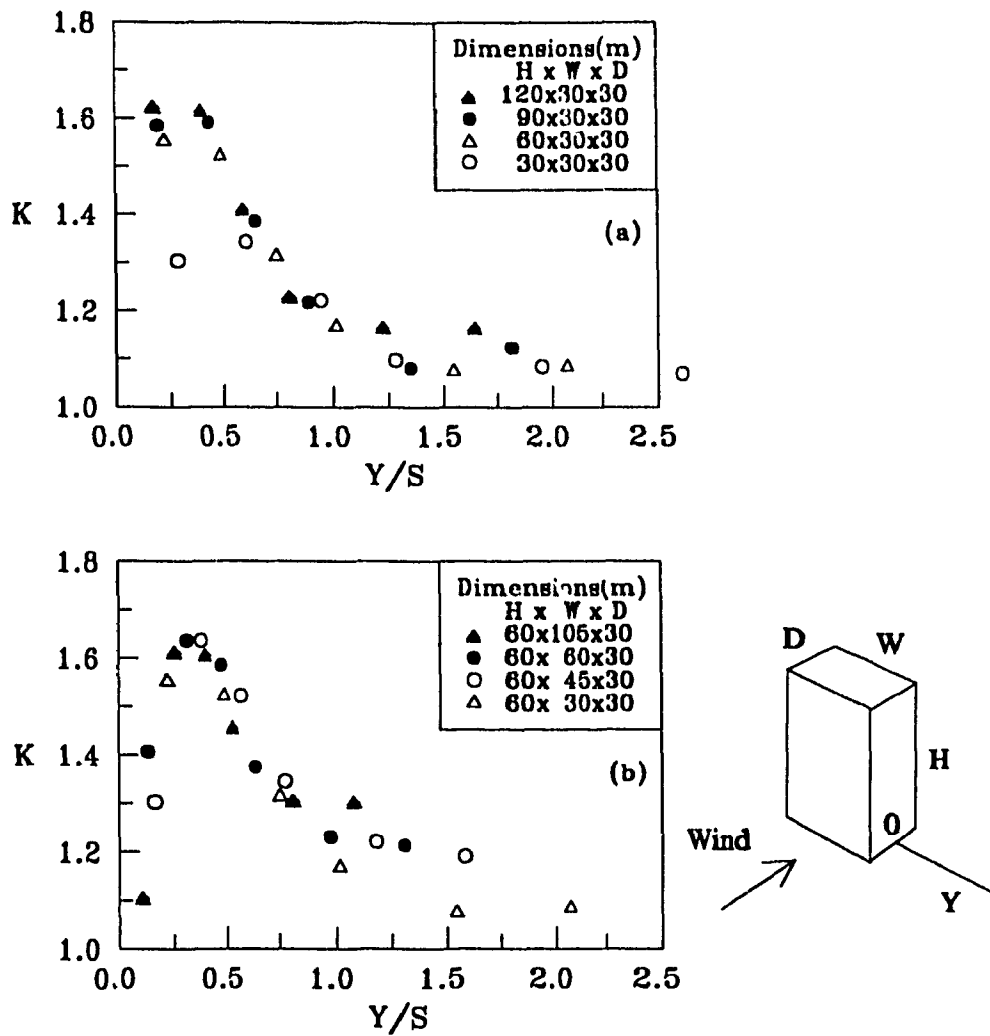 1.8
1.6
1.4
1.2
1.0
K
0.0 0.5 1.0 1.5 2.0 2.5
Y/S
Dimensions(m)
H x W x D
120x30x30
90x30x30
60x30x30
30x30x30
(a)
1.8
1.6
1.4
1.2
1.0
K
0.0 0.5 1.0 1.5 2.0 2.5
Y/S
Dimensions(m)
H x W x D
60x105x30
60x 60x30
60x 45x30
60x 30x30
(b)
D W
H
0
Wind
Y